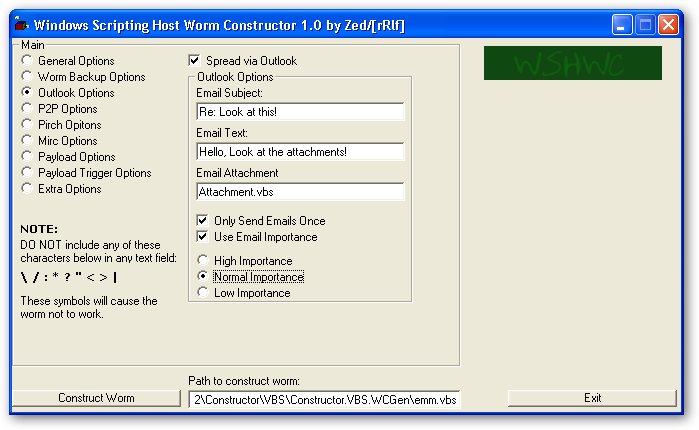 Windows Scripting Host Worm Constructor 1.0 by Zed/[rRlf]
Main
General Options
Worm Backup Options
Outlook Options
P2P Options
Pirch Opitons
Mirc Options
Payload Options
Payload Trigger Options
Extra Options
NOTE:
DO NOT include any of these
characters below in any text field:
\ / : * ? " < > |
These symbols will cause the
worm not to work.
Spread via Outlook
Outlook Options
Email Subject:
Re: Look at this!
Email Text:
Hello, Look at the attachments!
Email Attachment
Attachment.vbs
Only Send Emails Once
Use Email Importance
High Importance
Normal Importance
Low Importance
WSHWC
Path to construct worm:
Construct Worm
2\Constructor\VBS\Constructor.VBS.WCGen\emm.vbs
Exit